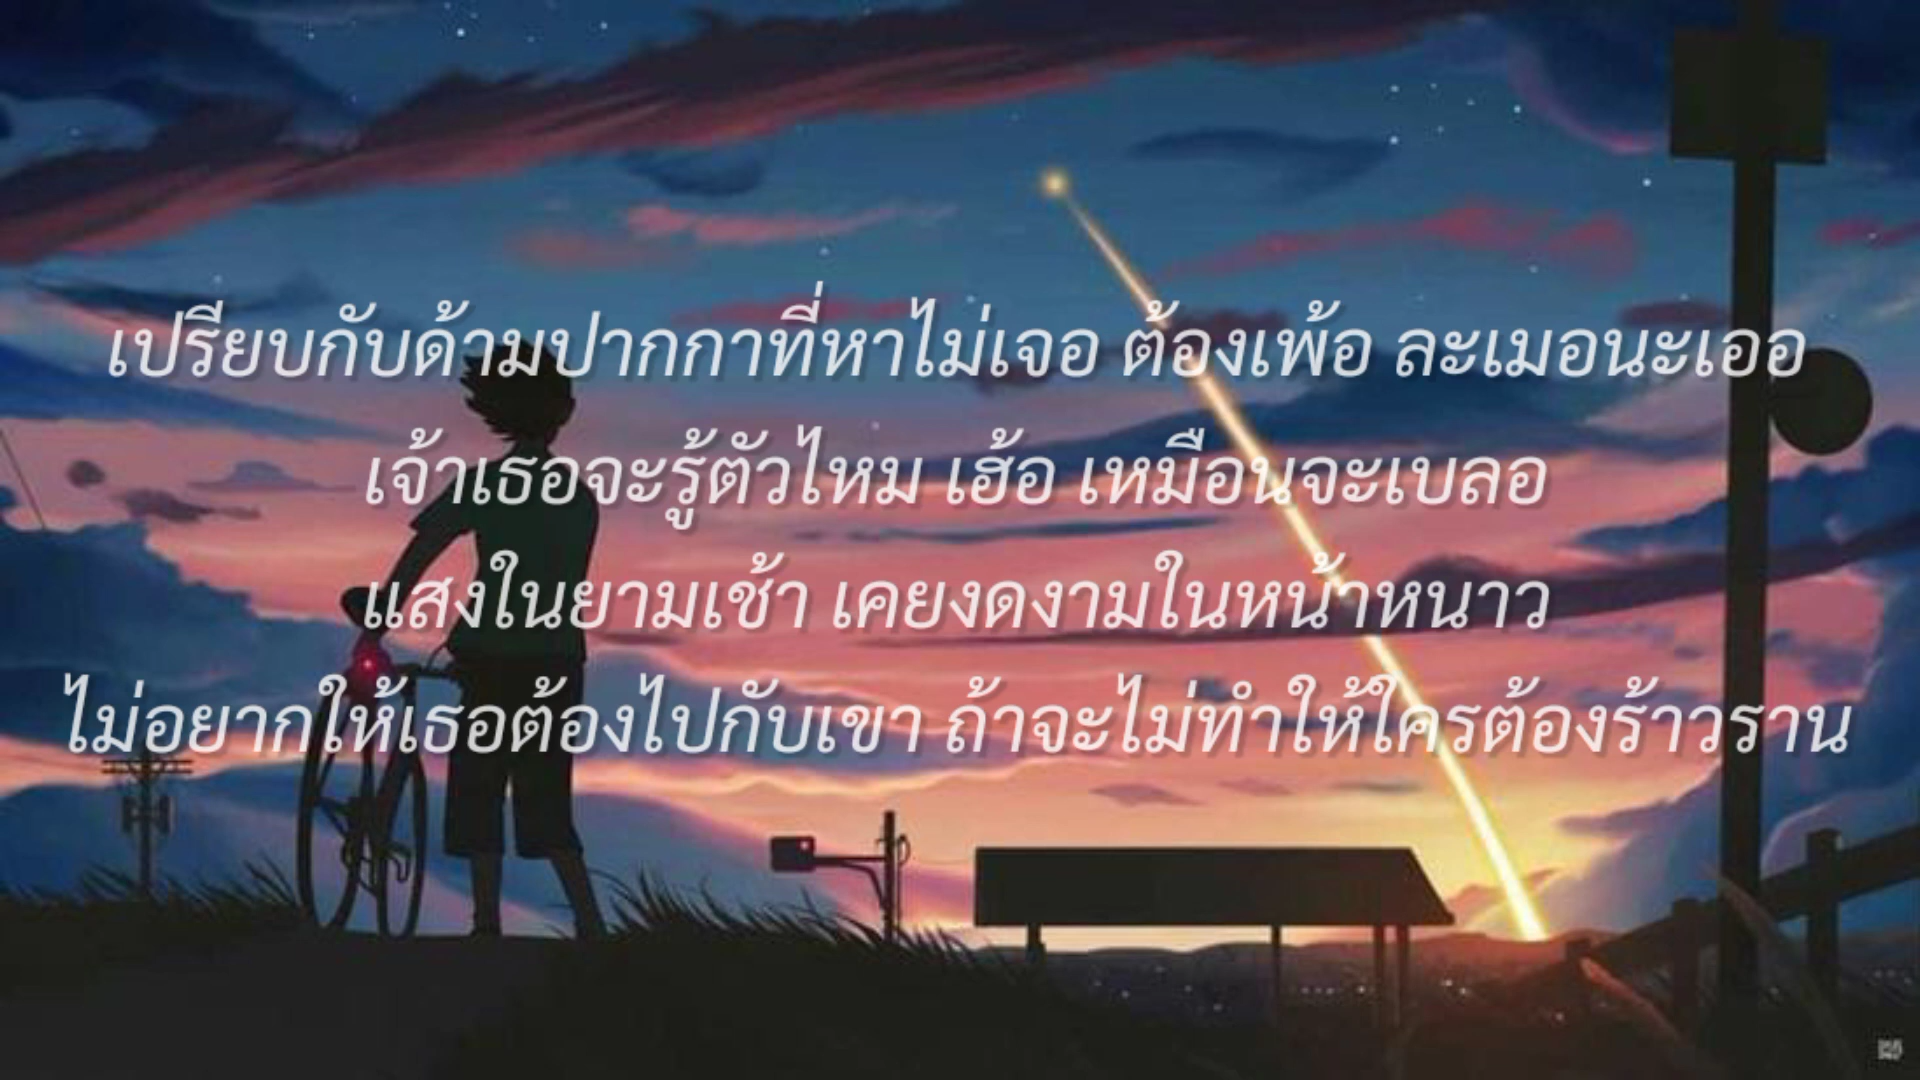 เปรียบกับด้ามปากกาที่หาไม่เจอ ต้องเพ้อ ละเมอนะเออ
เจ้าเธอจะรู้ตัวไหม เฮ้อ เหมือนจะเบลอ
แสงในยามเช้า เคยงดงามในหน้าหนาว
ไม่อยากให้เธอต้องไปกับเขา ถ้าจะไม่ทำให้ใครต้องร้าวราน